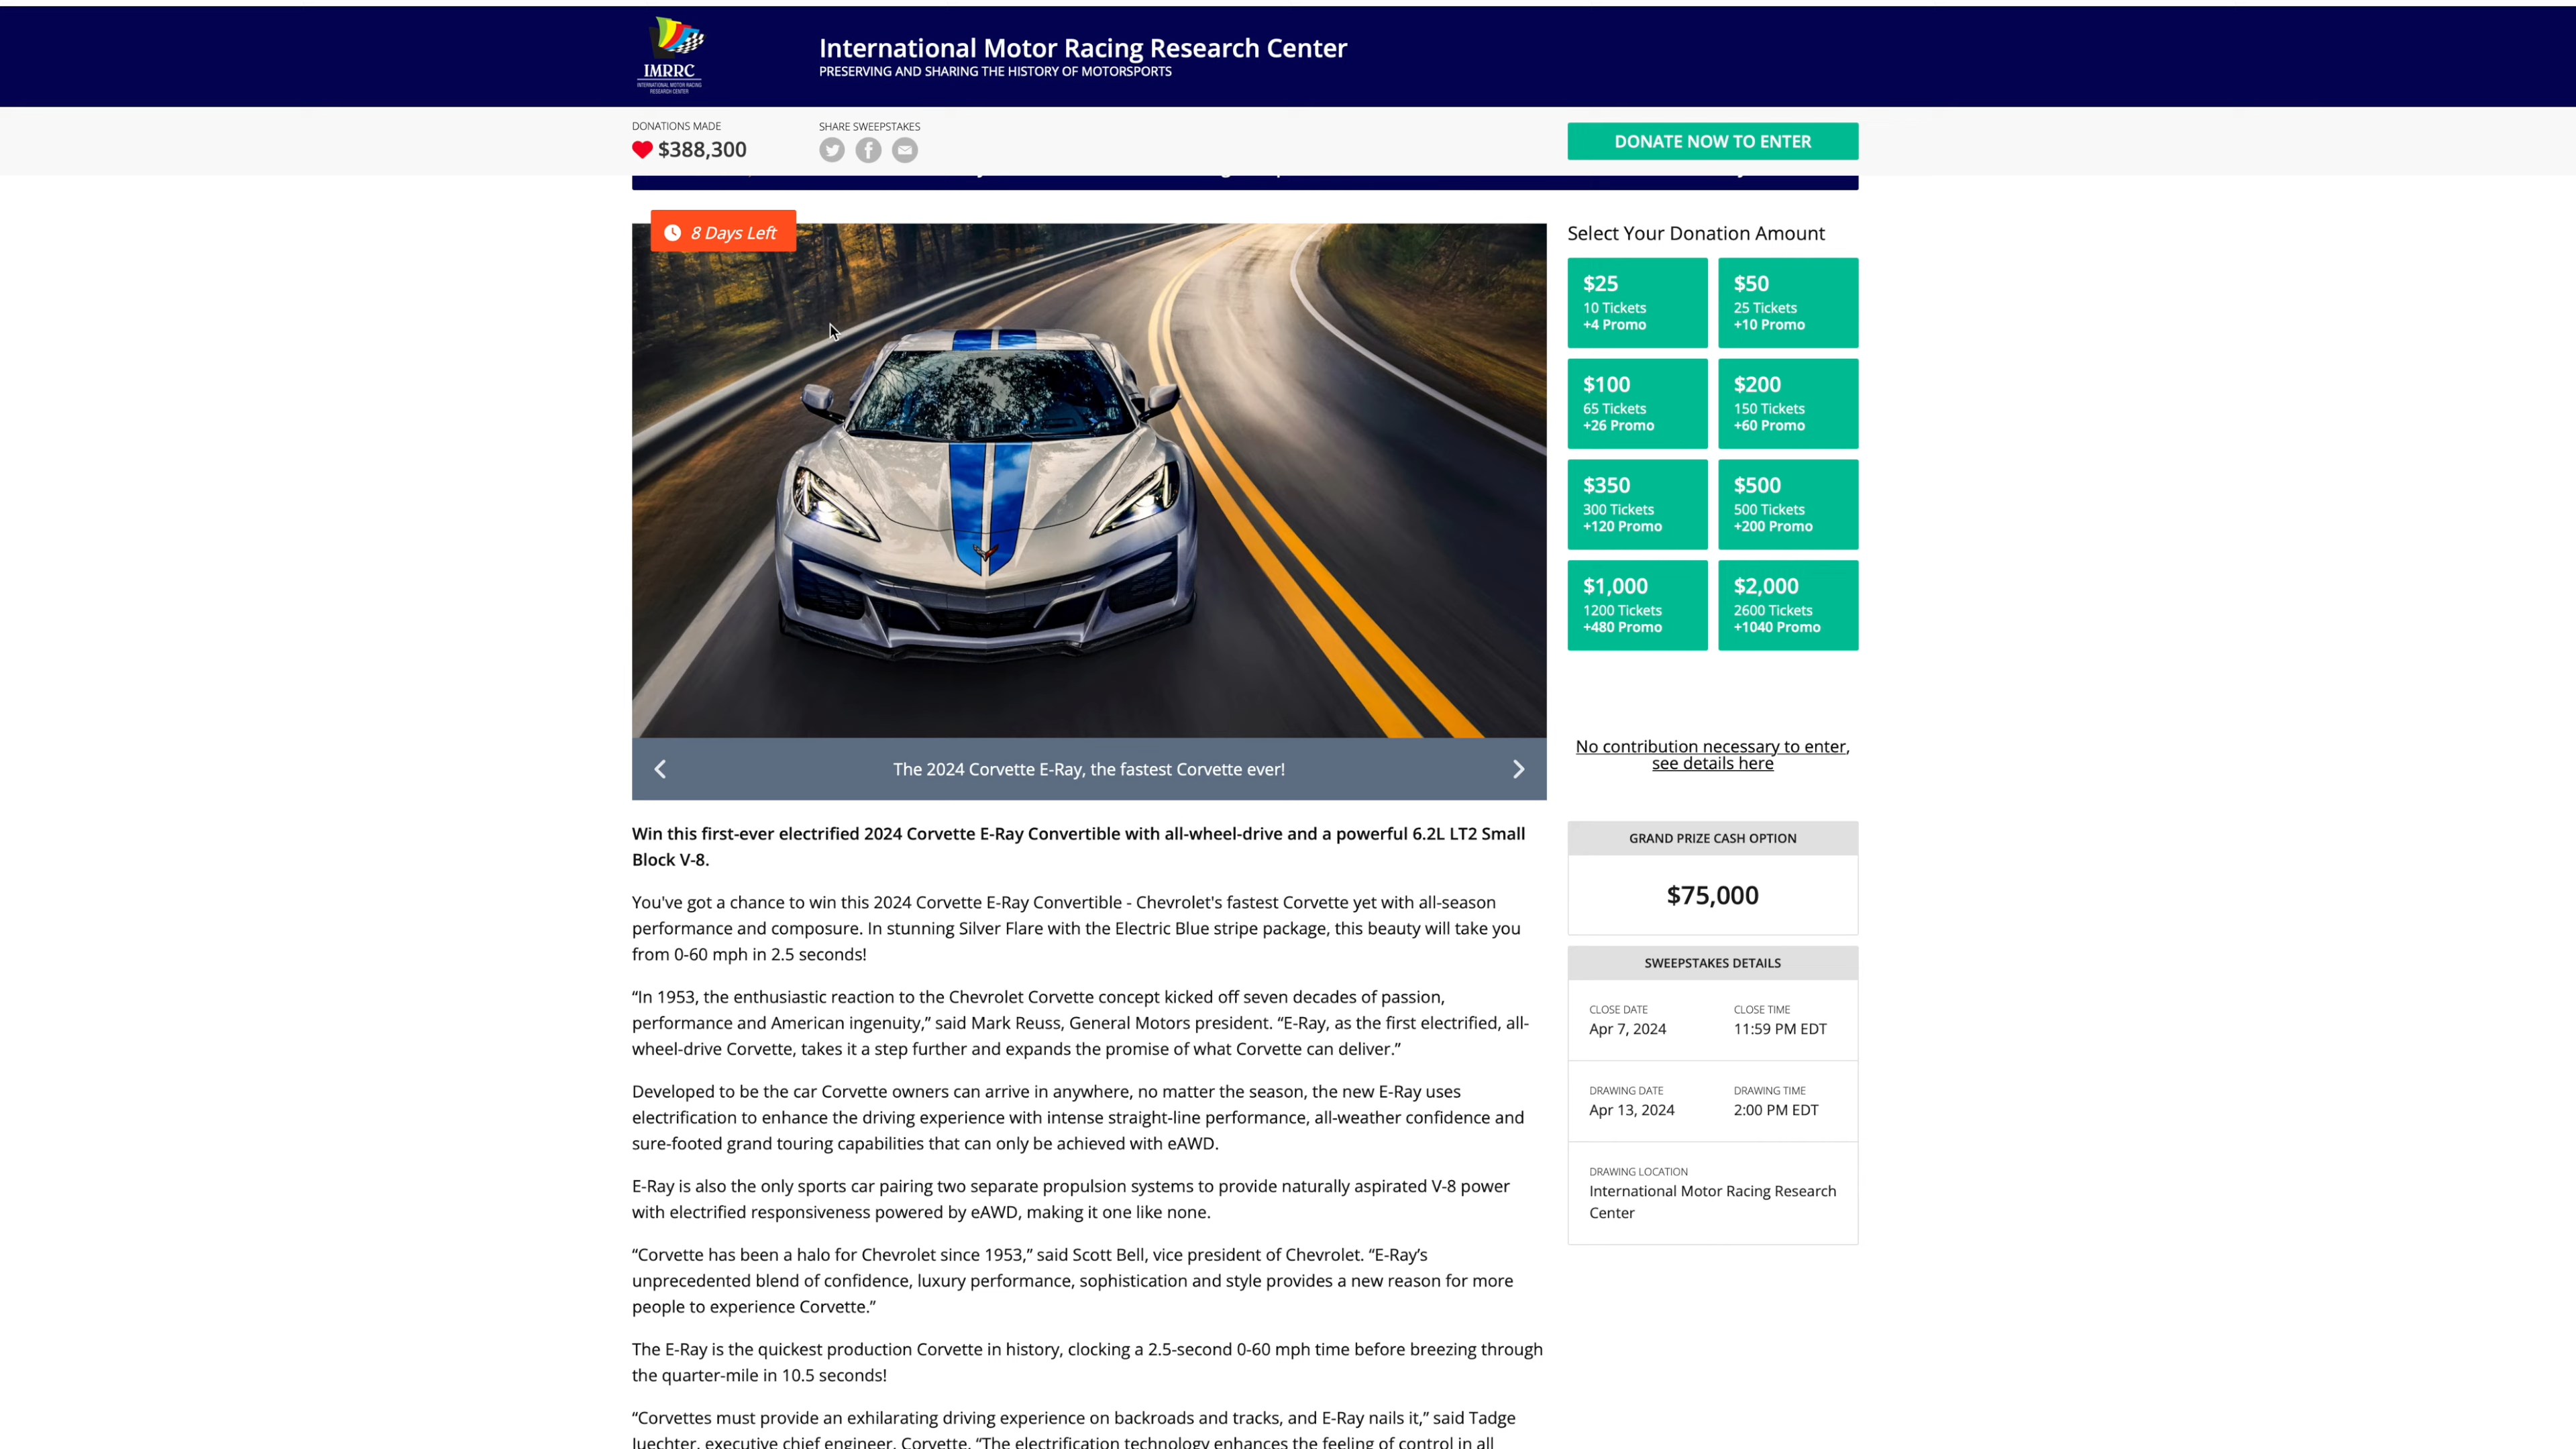 IMRRC
INTERNATIONAL MOTOR RACING
RESEARCH CENTER
International Motor Racing Research Center
PRESERVING AND SHARING THE HISTORY OF MOTORSPORTS
DONATIONS MADE
$388,300
SHARE SWEEPSTAKES
DONATE NOW TO ENTER
8 Days Left
Select Your Donation Amount
$25
10 Tickets
+4 Promo
$50
25 Tickets
+10 Promo
$100
65 Tickets
+26 Promo
$200
150 Tickets
+60 Promo
$350
300 Tickets
+120 Promo
$500
500 Tickets
+200 Promo
$1,000
1200 Tickets
+480 Promo
$2,000
2600 Tickets
+1040 Promo
No contribution necessary to enter,
see details here
The 2024 Corvette E-Ray, the fastest Corvette ever!
Win this first-ever electrified 2024 Corvette E-Ray Convertible with all-wheel-drive and a powerful 6.2L LT2 Small
Block V-8.
You've got a chance to win this 2024 Corvette E-Ray Convertible - Chevrolet's fastest Corvette yet with all-season
performance and composure. In stunning Silver Flare with the Electric Blue stripe package, this beauty will take you
from 0-60 mph in 2.5 seconds!
“In 1953, the enthusiastic reaction to the Chevrolet Corvette concept kicked off seven decades of passion,
performance and American ingenuity,” said Mark Reuss, General Motors president. “E-Ray, as the first electrified, all-
wheel-drive Corvette, takes it a step further and expands the promise of what Corvette can deliver.”
Developed to be the car Corvette owners can arrive in anywhere, no matter the season, the new E-Ray uses
electrification to enhance the driving experience with intense straight-line performance, all-weather confidence and
sure-footed grand touring capabilities that can only be achieved with eAWD.
E-Ray is also the only sports car pairing two separate propulsion systems to provide naturally aspirated V-8 power
with electrified responsiveness powered by eAWD, making it one like none.
“Corvette has been a halo for Chevrolet since 1953,” said Scott Bell, vice president of Chevrolet. “E-Ray’s
unprecedented blend of confidence, luxury performance, sophistication and style provides a new reason for more
people to experience Corvette.”
The E-Ray is the quickest production Corvette in history, clocking a 2.5-second 0-60 mph time before breezing through
the quarter-mile in 10.5 seconds!
“Corvettes must provide an exhilarating driving experience on backroads and tracks, and E-Ray nails it,” said Tadge
Juechter, executive chief engineer, Corvette. “The electrification technology enhances the feeling of control in all
GRAND PRIZE CASH OPTION
$75,000
SWEEPSTAKES DETAILS
CLOSE DATE
Apr 7, 2024
CLOSE TIME
11:59 PM EDT
DRAWING DATE
Apr 13, 2024
DRAWING TIME
2:00 PM EDT
DRAWING LOCATION
International Motor Racing Research
Center